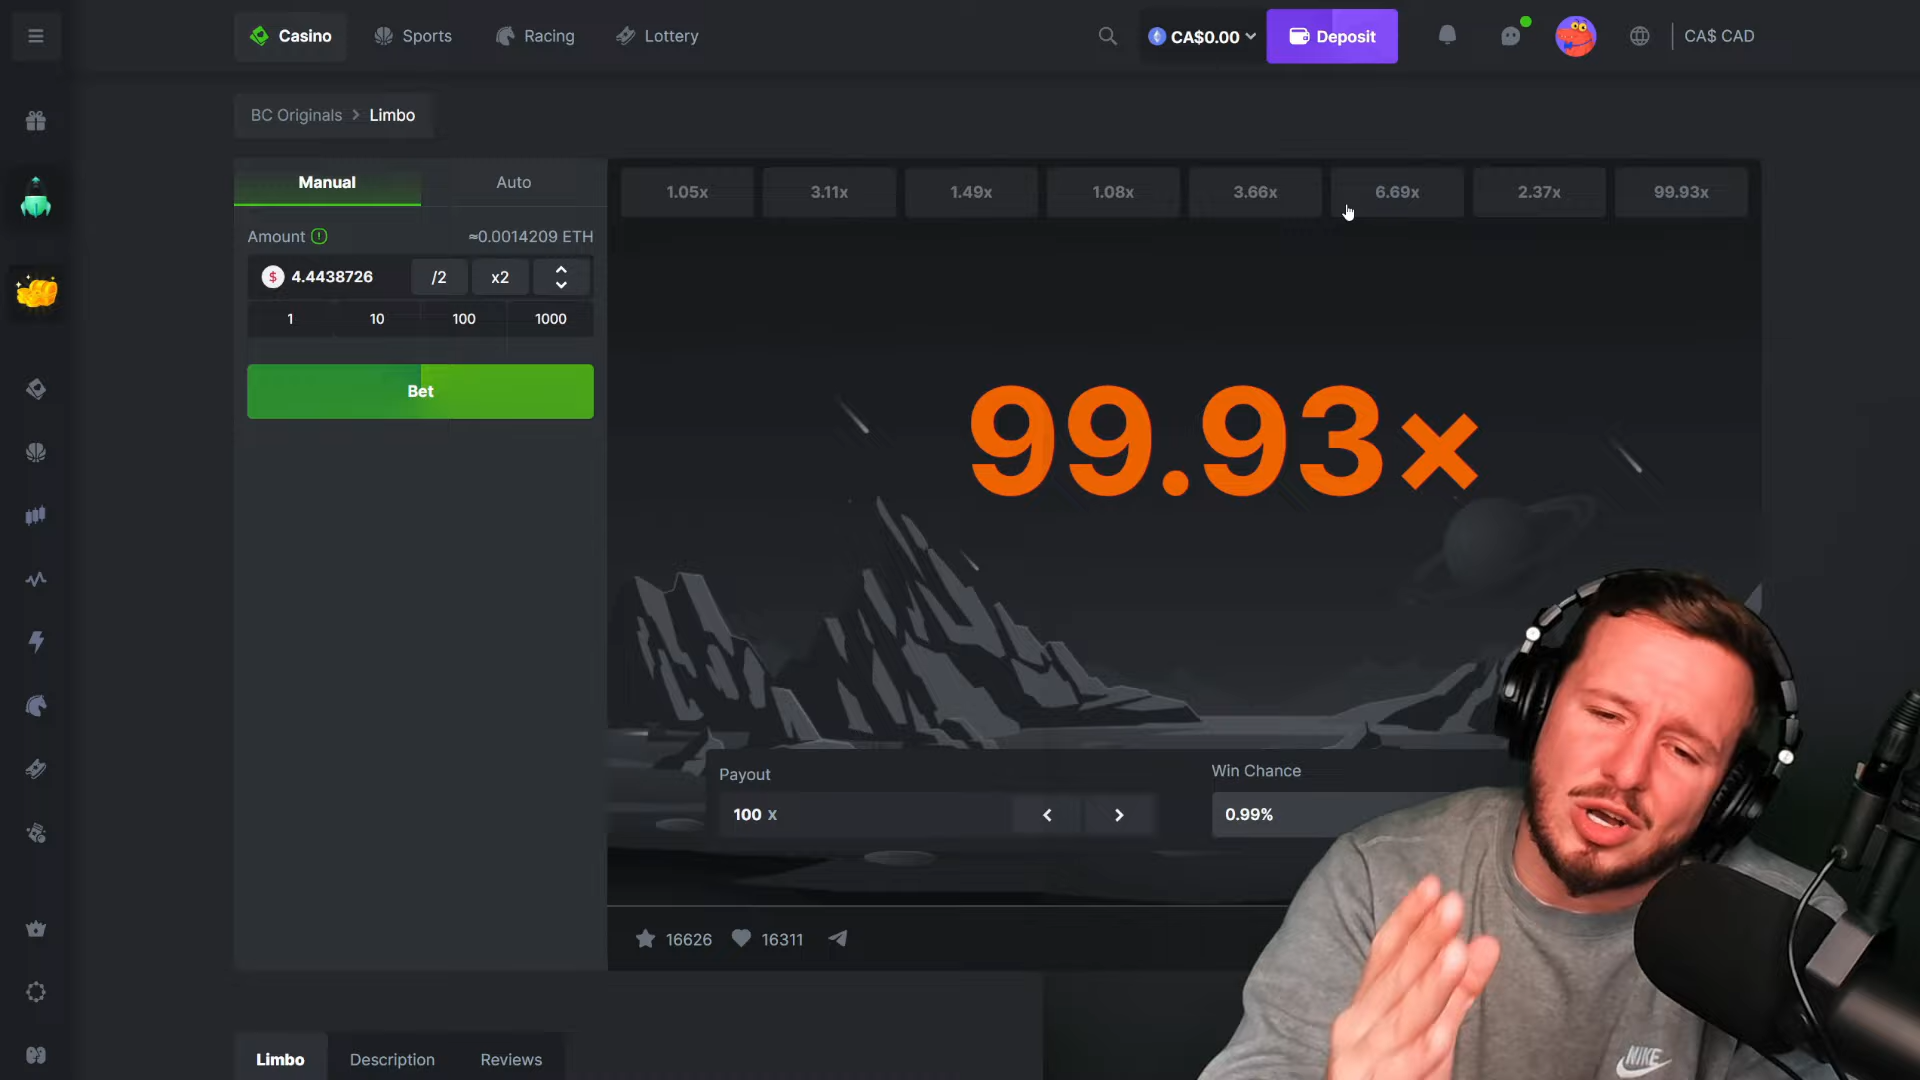 Casino Sports Racing Lottery CA$0.00 Deposit CA$ CAD
BC Originals > Limbo
Manual Auto
1.05x 3.11x 1.49x 1.08x 3.66x 6.69x 2.37x 99.93x
Amount ≈0.0014209 ETH
$ 4.4438726 /2 x2
1 10 100 1000
Bet
99.93×
Payout
100 x
Win Chance
0.99%
16626 16311
Limbo Description Reviews
NIKE